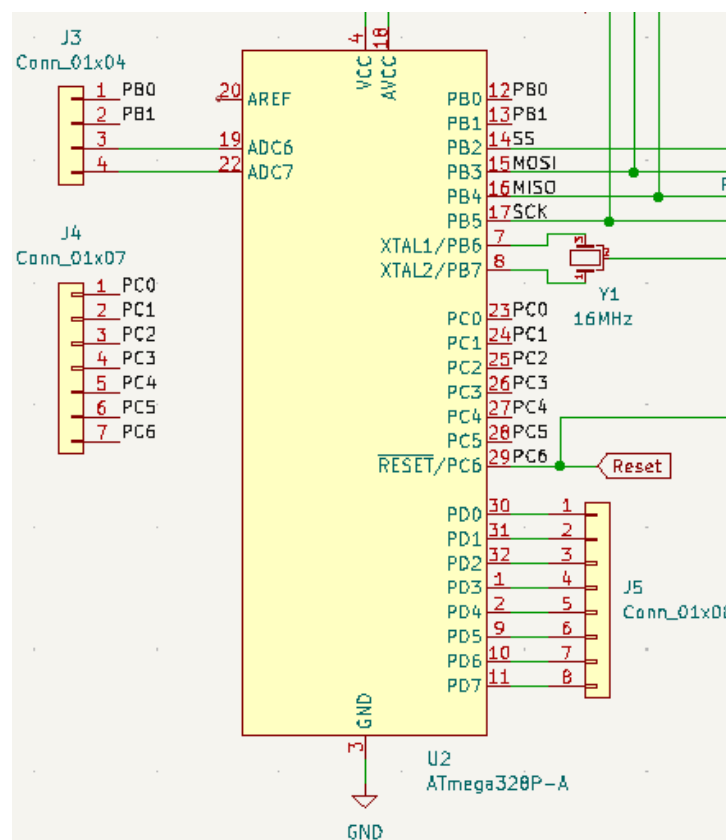 J3
Conn_01x04
1 PB0
2 PB1
3
4
J4
Conn_01x07
1 PC0
2 PC1
3 PC2
4 PC3
5 PC4
6 PC5
7 PC6
4 VCC
18 AVCC
20 AREF
19 ADC6
22 ADC7
PB0 12 PB0
PB1 13 PB1
PB2 14 SS
PB3 15 MOSI
PB4 16 MISO
PB5 17 SCK
XTAL1/PB6 7
XTAL2/PB7 8
3
2
1
Y1
16MHz
PC0 23 PC0
PC1 24 PC1
PC2 25 PC2
PC3 26 PC3
PC4 27 PC4
PC5 28 PC5
RESET/PC6 29 PC6
Reset
PD0 30 1
PD1 31 2
PD2 32 3
PD3 1 4
PD4 2 5
PD5 9 6
PD6 10 7
PD7 11 8
J5
Conn_01x08
GND
3
U2
ATmega328P-A
GND